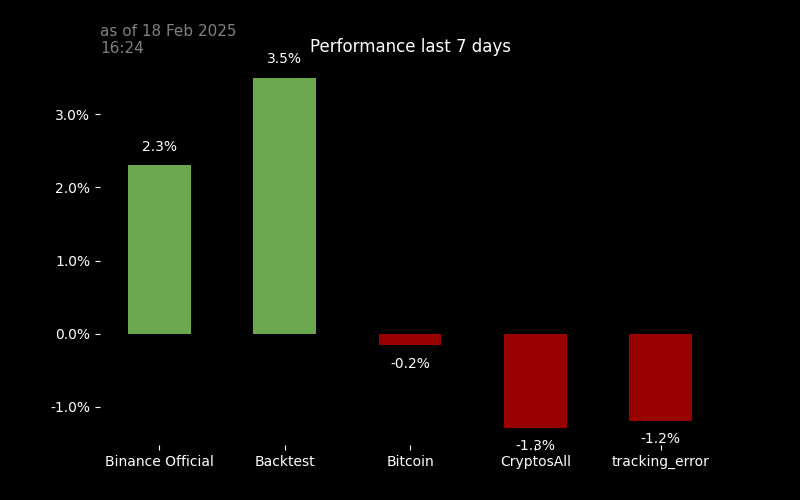 as of 18 Feb 2025
16:24
Performance last 7 days
3.5%
3.0%
2.3%
2.0%
1.0%
0.0%
-0.2%
-1.0%
-1.3%
-1.2%
Binance Official
Backtest
Bitcoin
CryptosAll
tracking_error